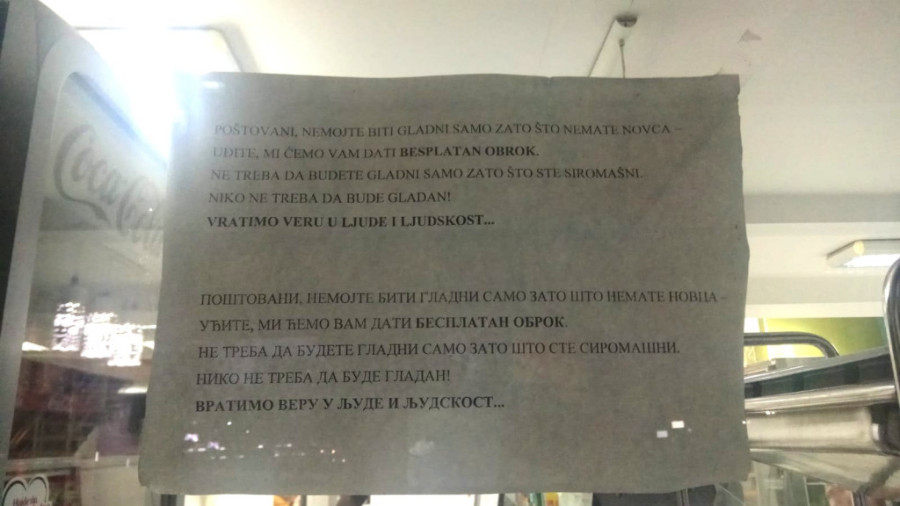 Coca-Cola
POŠTOVANI, NEMOJTE BITI GLADNI SAMO ZATO ŠTO NEMATE NOVCA –
UĐITE, MI ĆEMO VAM DATI BESPLATAN OBROK.
NE TREBA DA BUDETE GLADNI SAMO ZATO ŠTO STE SIROMAŠNI.
NIKO NE TREBA DA BUDE GLADAN!
VRATIMO VERU U LJUDE I LJUDSKOST...
ПОШТОВАНИ, НЕМОЈТЕ БИТИ ГЛАДНИ САМО ЗАТО ШТО НЕМАТЕ НОВЦА –
УЂИТЕ, МИ ЋЕМО ВАМ ДАТИ БЕСПЛАТАН ОБРОК.
НЕ ТРЕБА ДА БУДЕТЕ ГЛАДНИ САМО ЗАТО ШТО СТЕ СИРОМАШНИ.
НИКО НЕ ТРЕБА ДА БУДЕ ГЛАДАН!
ВРАТИМО ВЕРУ У ЉУДЕ И ЉУДСКОСТ...